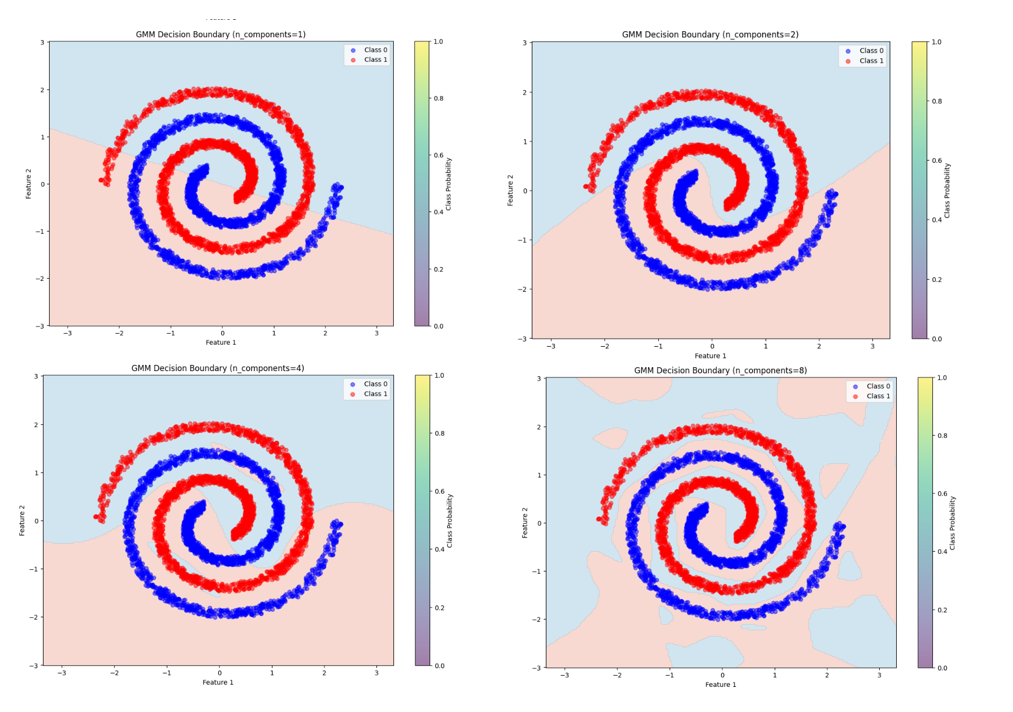 GMM Decision Boundary (n_components=1)
3
2
1
0
−1
−2
−3
Feature 2
−3 −2 −1 0 1 2 3
Feature 1
Class 0
Class 1
1.0
0.8
0.6
0.4
0.2
0.0
Class Probability
GMM Decision Boundary (n_components=2)
3
2
1
0
−1
−2
−3
Feature 2
−3 −2 −1 0 1 2 3
Feature 1
Class 0
Class 1
1.0
0.8
0.6
0.4
0.2
0.0
Class Probability
GMM Decision Boundary (n_components=4)
3
2
1
0
−1
−2
−3
Feature 2
−3 −2 −1 0 1 2 3
Feature 1
Class 0
Class 1
1.0
0.8
0.6
0.4
0.2
0.0
Class Probability
GMM Decision Boundary (n_components=8)
3
2
1
0
−1
−2
−3
Feature 2
−3 −2 −1 0 1 2 3
Feature 1
Class 0
Class 1
1.0
0.8
0.6
0.4
0.2
0.0
Class Probability